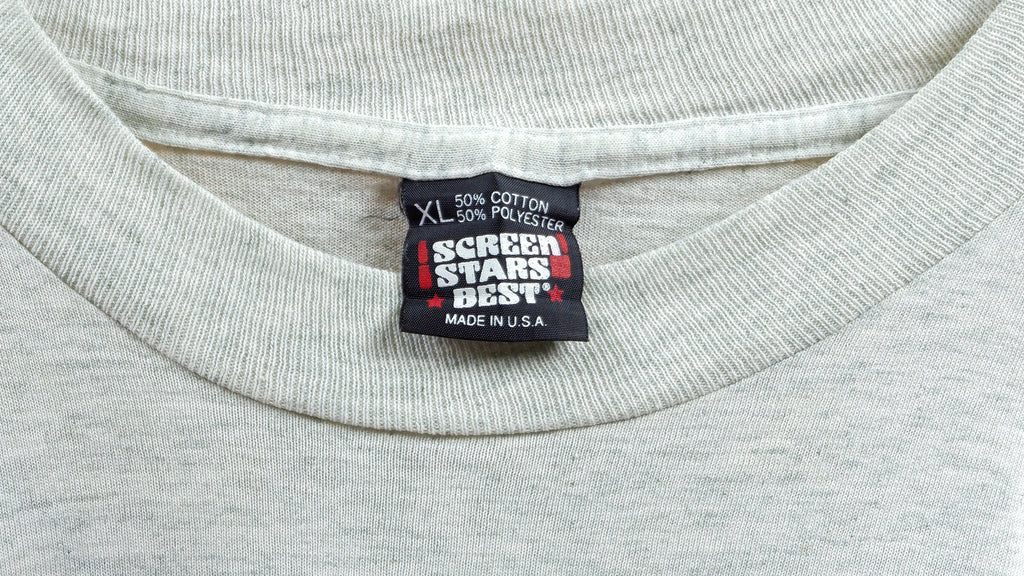 XL 50% COTTON
50% POLYESTER
SCREEN
STARS
BEST®
MADE IN U.S.A.